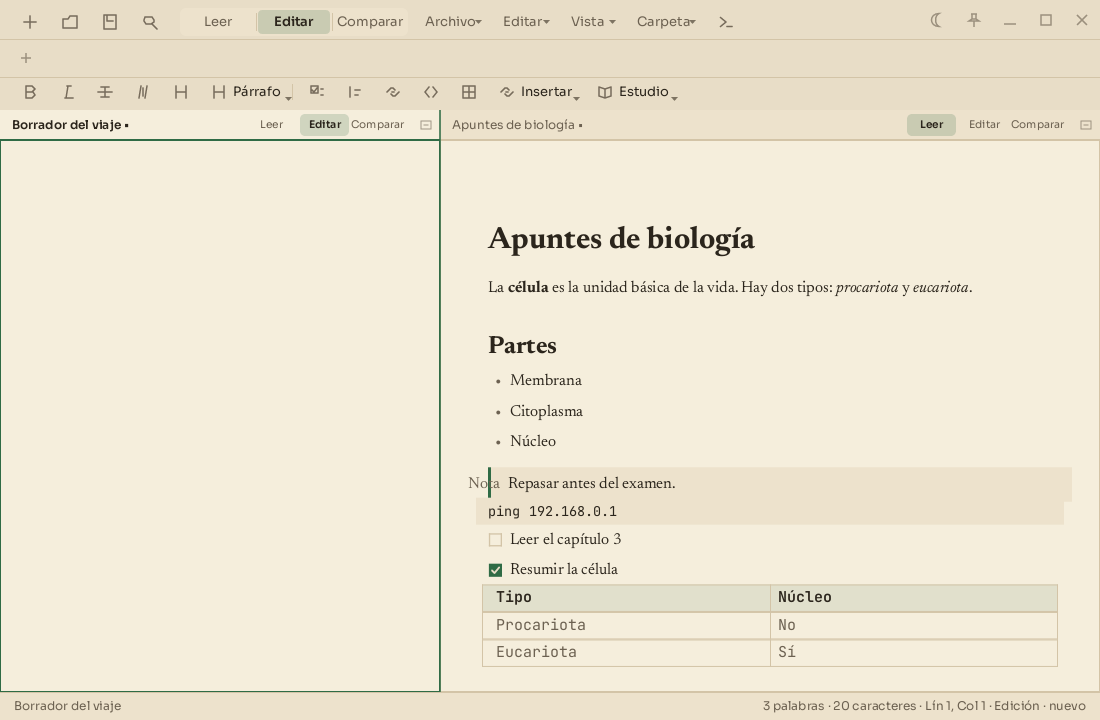 Leer Editar Comparar Archivo Editar Vista Carpeta
Párrafo Insertar Estudio
Borrador del viaje • Leer Editar Comparar
Apuntes de biología • Leer Editar Comparar
Apuntes de biología
La célula es la unidad básica de la vida. Hay dos tipos: procariota y eucariota.
Partes
• Membrana
• Citoplasma
• Núcleo
Nota Repasar antes del examen.
ping 192.168.0.1
Leer el capítulo 3
Resumir la célula
Tipo Núcleo
Procariota No
Eucariota Sí
Borrador del viaje 3 palabras · 20 caracteres · Lín 1, Col 1 · Edición · nuevo